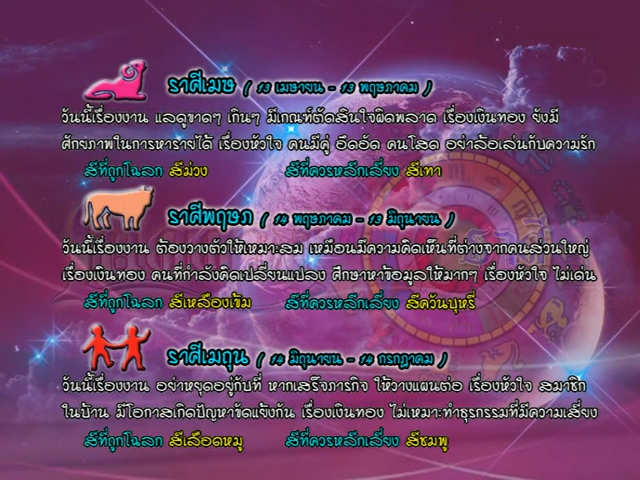 ราศีเมษ ( 13 เมษายน - 13 พฤษภาคม )
วันนี้เรื่องงาน แลดูขาดๆ เกินๆ มีเกณฑ์ตัดสินใจผิดพลาด เรื่องเงินทอง ยังมี
ศักยภาพในการหารายได้ เรื่องหัวใจ คนมีคู่ อึดอัด คนโสด อย่าล้อเล่นกับความรัก
สีที่ถูกโฉลก สีม่วง สีที่ควรหลีกเลี่ยง สีเทา
ราศีพฤษภ ( 14 พฤษภาคม - 13 มิถุนายน )
วันนี้เรื่องงาน ต้องวางตัวให้เหมาะสม เหมือนมีความคิดเห็นที่ต่างจากคนส่วนใหญ่
เรื่องเงินทอง คนที่กำลังคิดเปลี่ยนแปลง ศึกษาหาข้อมูลให้มากๆ เรื่องหัวใจ ไม่เด่น
สีที่ถูกโฉลก สีเหลืองเข้ม สีที่ควรหลีกเลี่ยง สีควันบุหรี่
ราศีเมถุน ( 14 มิถุนายน - 14 กรกฎาคม )
วันนี้เรื่องงาน อย่าหยุดอยู่กับที่ หากเสร็จภารกิจ ให้วางแผนต่อ เรื่องหัวใจ สมาชิก
ในบ้าน มีโอกาสเกิดปัญหาขัดแย้งกัน เรื่องเงินทอง ไม่เหมาะทำธุรกรรมที่มีความเสี่ยง
สีที่ถูกโฉลก สีเลือดหมู สีที่ควรหลีกเลี่ยง สีชมพู